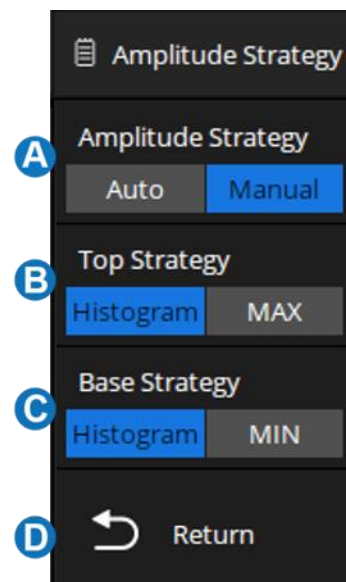 Amplitude Strategy
A
Amplitude Strategy
Auto Manual
B
Top Strategy
Histogram MAX
C
Base Strategy
Histogram MIN
D
Return